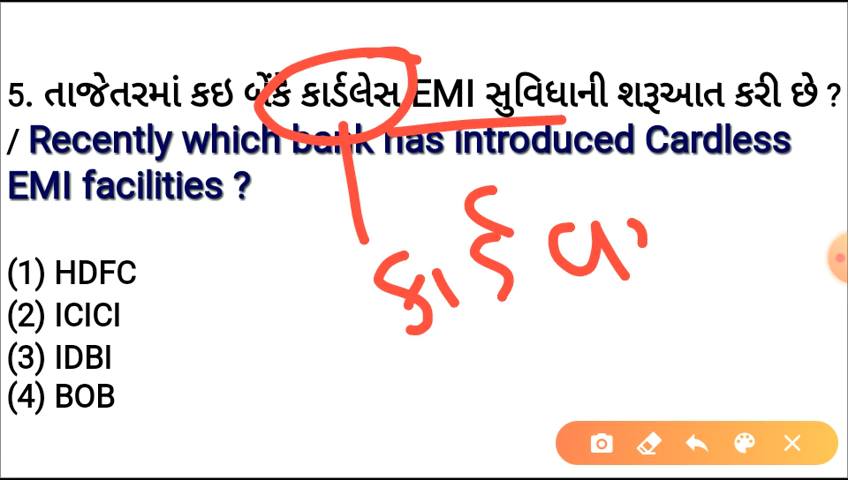 5. તાજેતરમાં કઇ બેંકે કાર્ડલેસ EMI સુવિધાની શરૂઆત કરી છે ?
/ Recently which bank has introduced Cardless
EMI facilities ?
કાર્ડ વા
(1) HDFC
(2) ICICI
(3) IDBI
(4) BOB